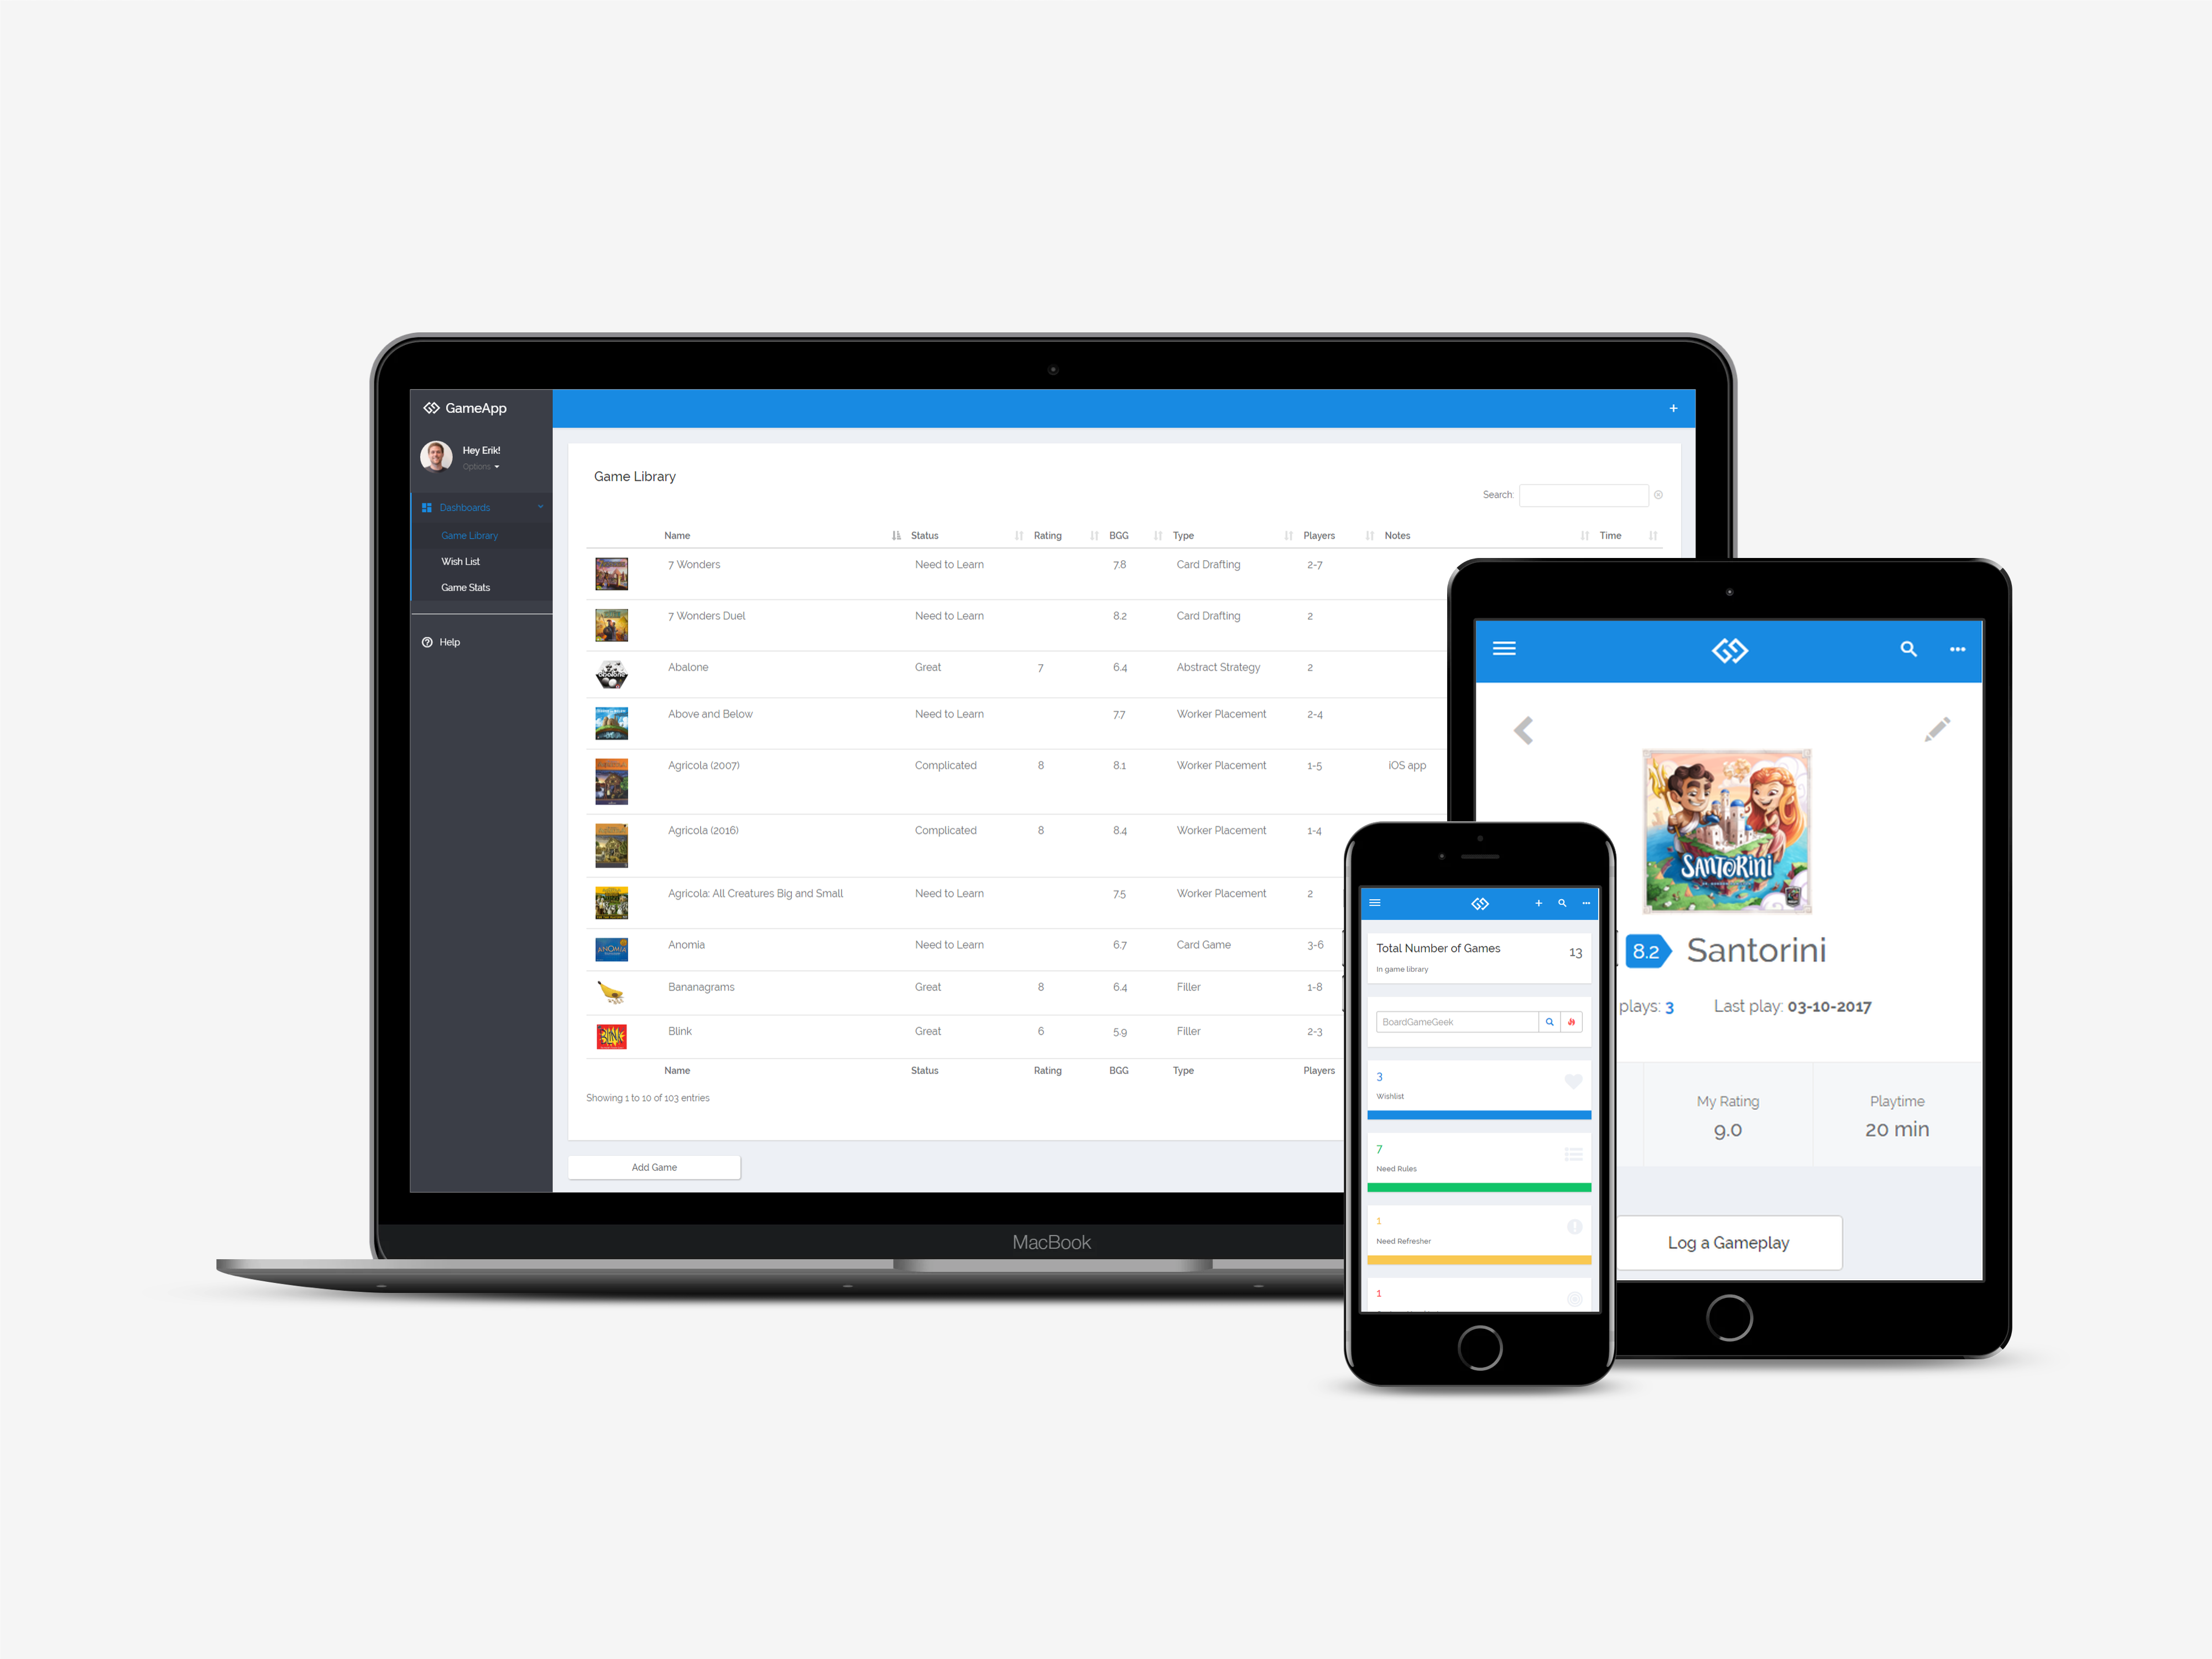 GameApp
Hey Erik!
Options
Dashboards
Game Library
Wish List
Game Stats
Help
Game Library
Search:
Name Status Rating BGG Type Players Notes Time
7 Wonders Need to Learn 7.8 Card Drafting 2-7
7 Wonders Duel Need to Learn 8.2 Card Drafting 2
Abalone Great 7 6.4 Abstract Strategy 2
Above and Below Need to Learn 7.7 Worker Placement 2-4
Agricola (2007) Complicated 8 8.1 Worker Placement 1-5 iOS app
Agricola (2016) Complicated 8 8.4 Worker Placement 1-4
Agricola: All Creatures Big and Small Need to Learn 7.5 Worker Placement 2
ANOMIA
Anomia Need to Learn 6.7 Card Game 3-6
Bananagrams Great 8 6.4 Filler 1-8
BLINK
Blink Great 6 5.9 Filler 2-3
Name Status Rating BGG Type Players
Showing 1 to 10 of 103 entries
Add Game
MacBook
Total Number of Games
13
In game library
BoardGameGeek
3
Wishlist
7
Need Rules
1
Need Refresher
1
SANTORINI
8.2 Santorini
plays: 3 Last play: 03-10-2017
My Rating
9.0
Playtime
20 min
Log a Gameplay